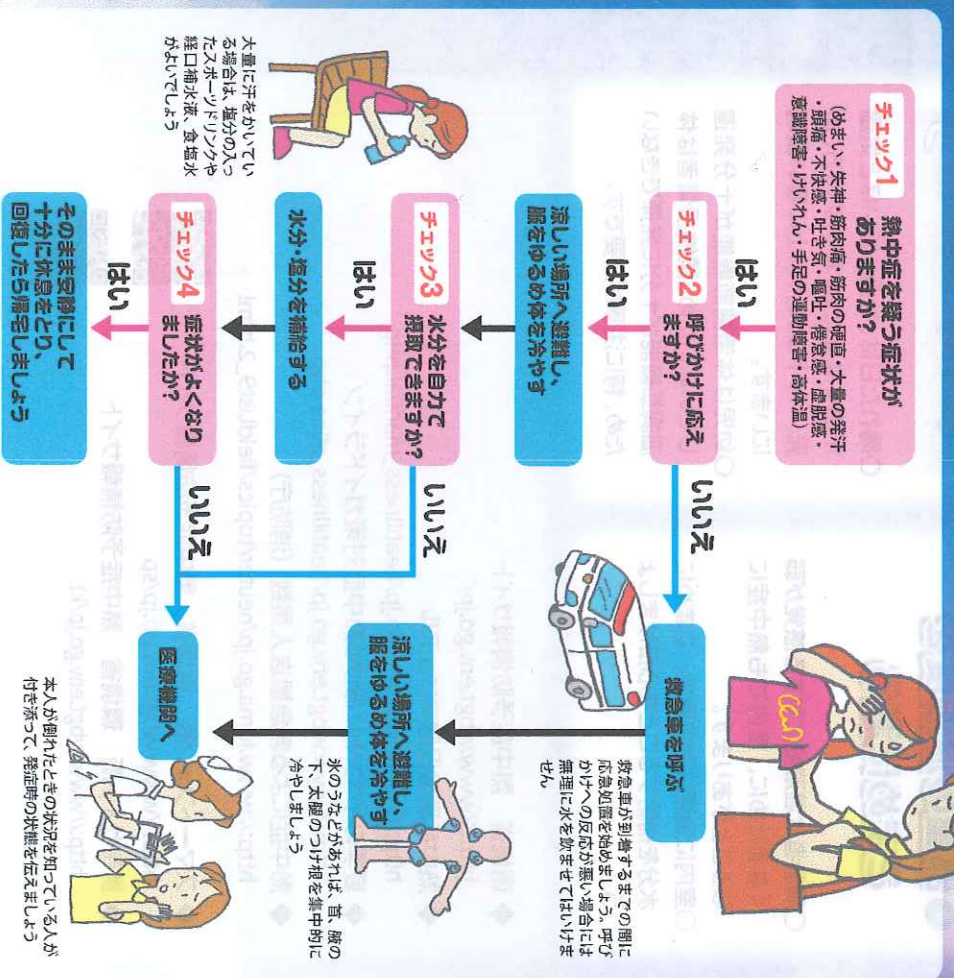 チェック1 熱中症を疑う症状が
ありますか？
(めまい・失神・筋肉痛・筋肉の硬直・大量の発汗
・頭痛・不快感・吐き気・嘔吐・倦怠感・虚脱感・
意識障害・けいれん・手足の運動障害・高体温)
はい
チェック2 呼びかけに応え
ますか？
いいえ
救急車を呼ぶ
救急車が到着するまでの間に
応急処置を始めましょう。呼び
かけへの反応が悪い場合には
無理に水を飲ませてはいけま
せん
はい
涼しい場所へ避難し、
服をゆるめ体を冷やす
チェック3 水分を自力で
摂取できますか？
いいえ
涼しい場所へ避難し、
服をゆるめ体を冷やす
氷のうなどがあれば、首、腋の
下、太腿のつけ根を集中的に
冷やしましょう
はい
水分・塩分を補給する
大量に汗をかいてい
る場合は、塩分の入っ
たスポーツドリンクや
経口補水液、食塩水
がよいでしょう
チェック4 症状がよくなり
ましたか？
いいえ
医療機関へ
本人が倒れたときの状況を知っている人が
付き添って、発症時の状態を伝えましょう
はい
そのまま安静にして
十分に休息をとり、
回復したら帰宅しましょう